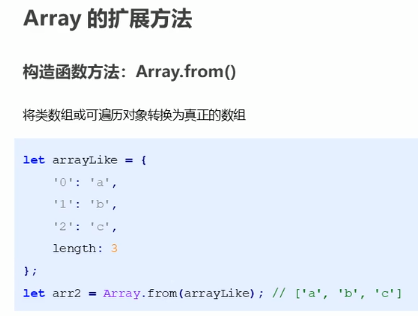 Array 的扩展方法
构造函数方法：Array.from()
将类数组或可遍历对象转换为真正的数组
let arrayLike = {
    '0': 'a',
    '1': 'b',
    '2': 'c',
    length: 3
};
let arr2 = Array.from(arrayLike); // ['a', 'b', 'c']